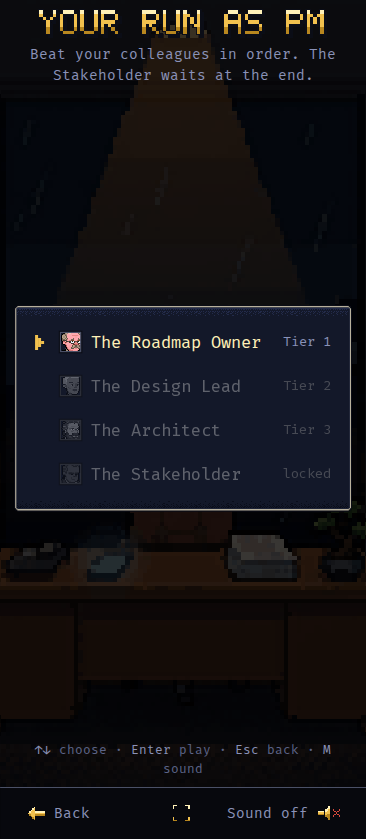 YOUR RUN AS PM
Beat your colleagues in order. The
Stakeholder waits at the end.
The Roadmap Owner Tier 1
The Design Lead Tier 2
The Architect Tier 3
The Stakeholder locked
↑↓ choose · Enter play · Esc back · M
sound
Back Sound off